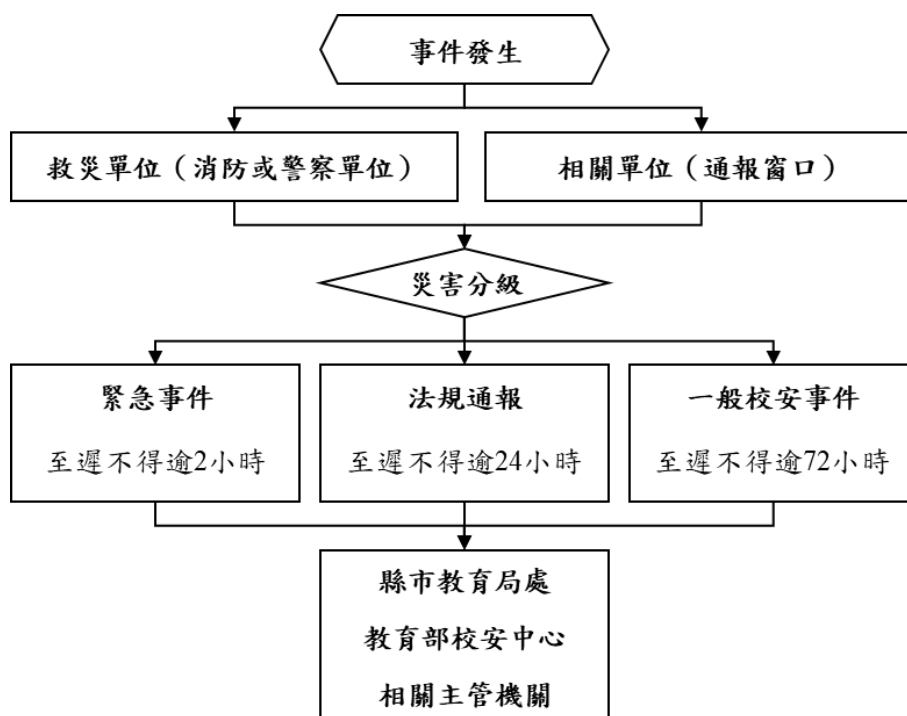 事件發生
救災單位（消防或警察單位）
相關單位（通報窗口）
災害分級
緊急事件
至遲不得逾2小時
法規通報
至遲不得逾24小時
一般校安事件
至遲不得逾72小時
縣市教育局處
教育部校安中心
相關主管機關